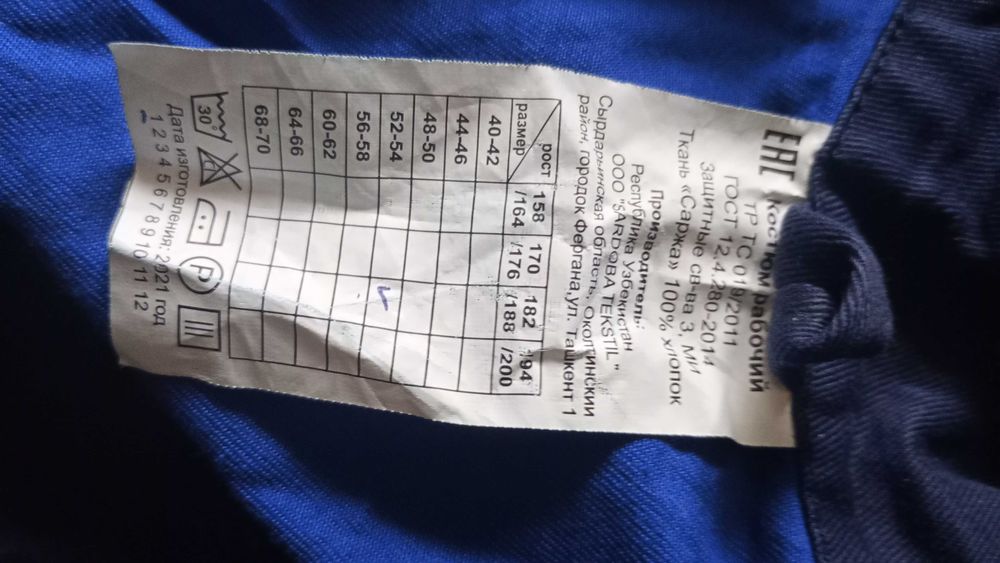 ЕАС Костюм рабочий
ТР ТС 019/2011
ГОСТ 12.4.280-2014
Защитные св-ва З, Ми
Ткань «Саржа» 100% хлопок
Производитель:
Республика Узбекистан
ООО "SARDOBA TEKSTIL"
Сырдарьинская область, Околтинский
район, городок Фергана,ул. Ташкент 1
рост 158/164 170/176 182/188 194/200
размер
40-42
44-46
48-50
52-54
56-58
60-62
64-66
68-70
30° P
Дата изготовления: 2021 год
1 2 3 4 5 6 7 8 9 10 11 12